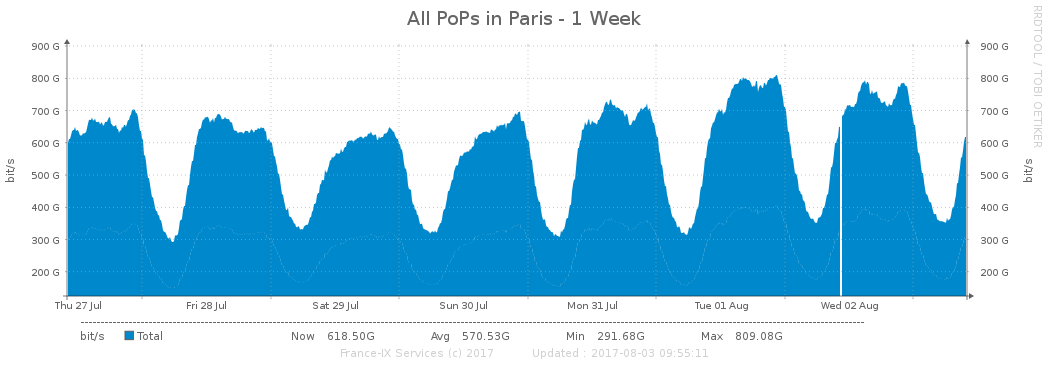 All PoPs in Paris - 1 Week
RRDTOOL / TOBI OETIKER
bit/s
900 G
800 G
700 G
600 G
500 G
400 G
300 G
200 G
900 G
800 G
700 G
600 G
500 G
400 G
300 G
200 G
bit/s
Thu 27 Jul Fri 28 Jul Sat 29 Jul Sun 30 Jul Mon 31 Jul Tue 01 Aug Wed 02 Aug
bit/s Total Now 618.50G Avg 570.53G Min 291.68G Max 809.08G
France-IX Services (c) 2017 Updated : 2017-08-03 09:55:11